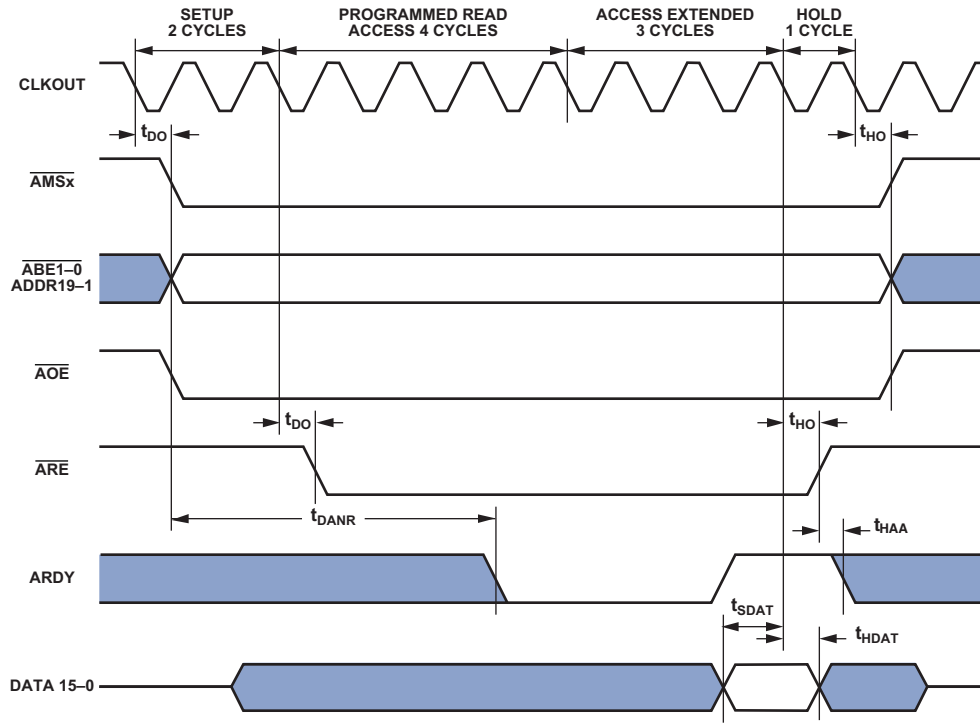 SETUP
2 CYCLES
PROGRAMMED READ
ACCESS 4 CYCLES
ACCESS EXTENDED
3 CYCLES
HOLD
1 CYCLE
CLKOUT
tDO
tHO
AMSx
ABE1–0
ADDR19–1
AOE
tDO
tHO
ARE
tDANR
tHAA
ARDY
tSDAT
tHDAT
DATA 15–0